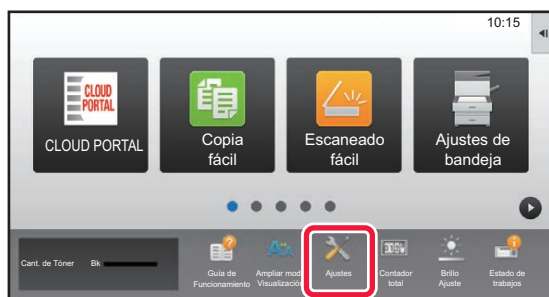 10:15
CLOUD
PORTAL
CLOUD PORTAL
Copia
fácil
Escaneado
fácil
Ajustes de
bandeja
Cant. de Tóner Bk
Guía de
Funcionamiento
Ampliar mod
Visualización
Ajustes
Contador
total
Brillo
Ajuste
Estado de
trabajos